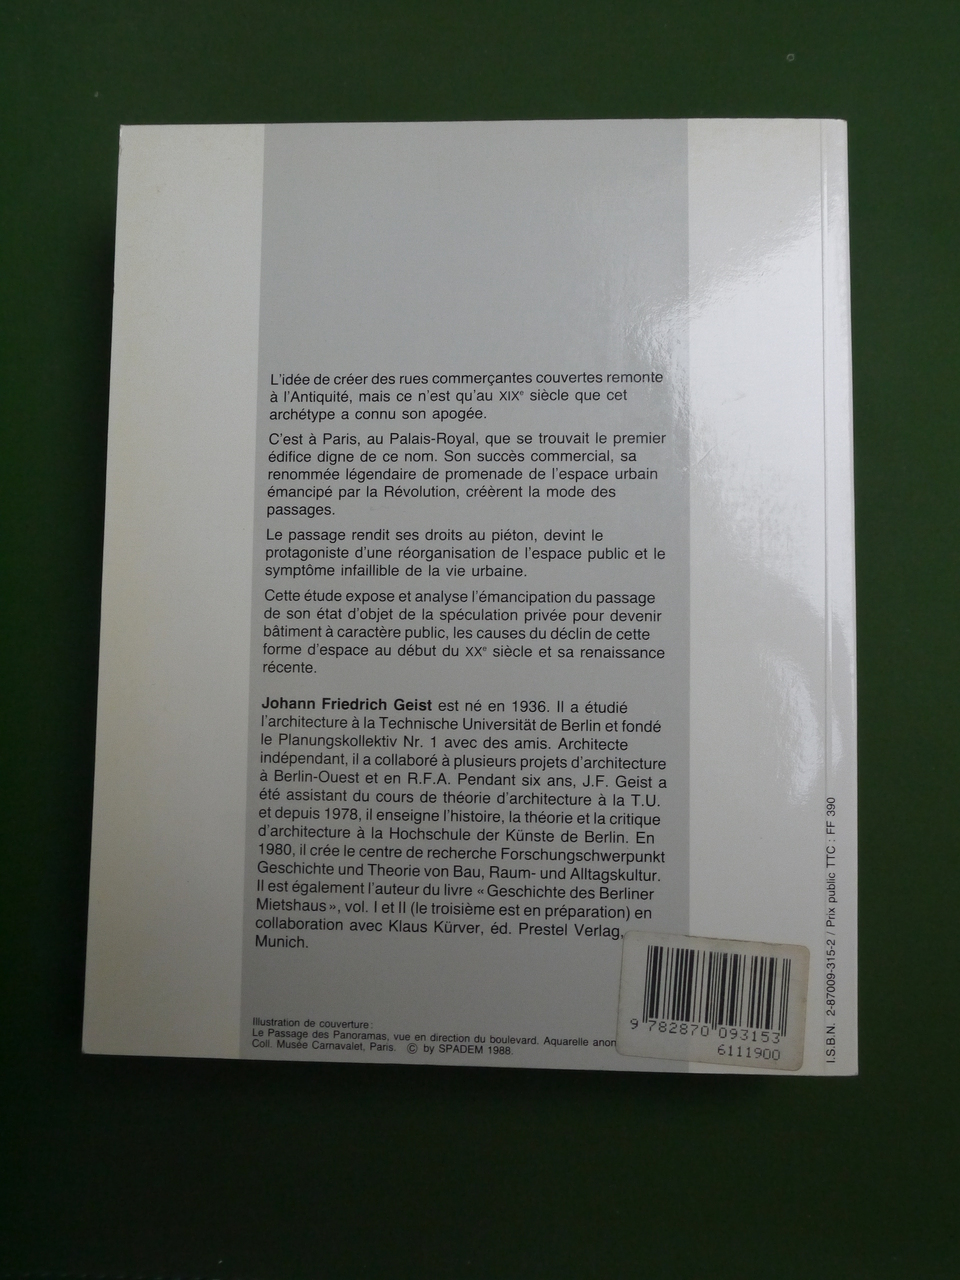 L'idée de créer des rues commerçantes couvertes remonte
à l'Antiquité, mais ce n'est qu'au XIXᵉ siècle que cet
archétype a connu son apogée.
C'est à Paris, au Palais-Royal, que se trouvait le premier
édifice digne de ce nom. Son succès commercial, sa
renommée légendaire de promenade de l'espace urbain
émancipé par la Révolution, créèrent la mode des
passages.
Le passage rendit ses droits au piéton, devint le
protagoniste d'une réorganisation de l'espace public et le
symptôme infaillible de la vie urbaine.
Cette étude expose et analyse l'émancipation du passage
de son état d'objet de la spéculation privée pour devenir
bâtiment à caractère public, les causes du déclin de cette
forme d'espace au début du XXᵉ siècle et sa renaissance
récente.
Johann Friedrich Geist est né en 1936. Il a étudié
l'architecture à la Technische Universität de Berlin et fondé
le Planungskollektiv Nr. 1 avec des amis. Architecte
indépendant, il a collaboré à plusieurs projets d'architecture
à Berlin-Ouest et en R.F.A. Pendant six ans, J.F. Geist a
été assistant du cours de théorie d'architecture à la T.U.
et depuis 1978, il enseigne l'histoire, la théorie et la critique
d'architecture à la Hochschule der Künste de Berlin. En
1980, il crée le centre de recherche Forschungschwerpunkt
Geschichte und Theorie von Bau, Raum- und Alltagskultur.
Il est également l'auteur du livre «Geschichte des Berliner
Mietshaus», vol. I et II (le troisième est en préparation) en
collaboration avec Klaus Kürver, éd. Prestel Verlag,
Munich.
Illustration de couverture:
Le Passage des Panoramas, vue en direction du boulevard. Aquarelle anon
Coll. Musée Carnavalet, Paris. © by SPADEM 1988.
9 782870 093153
6111900
I.S.B.N. 2-87009-315-2 / Prix public TTC : FF 390